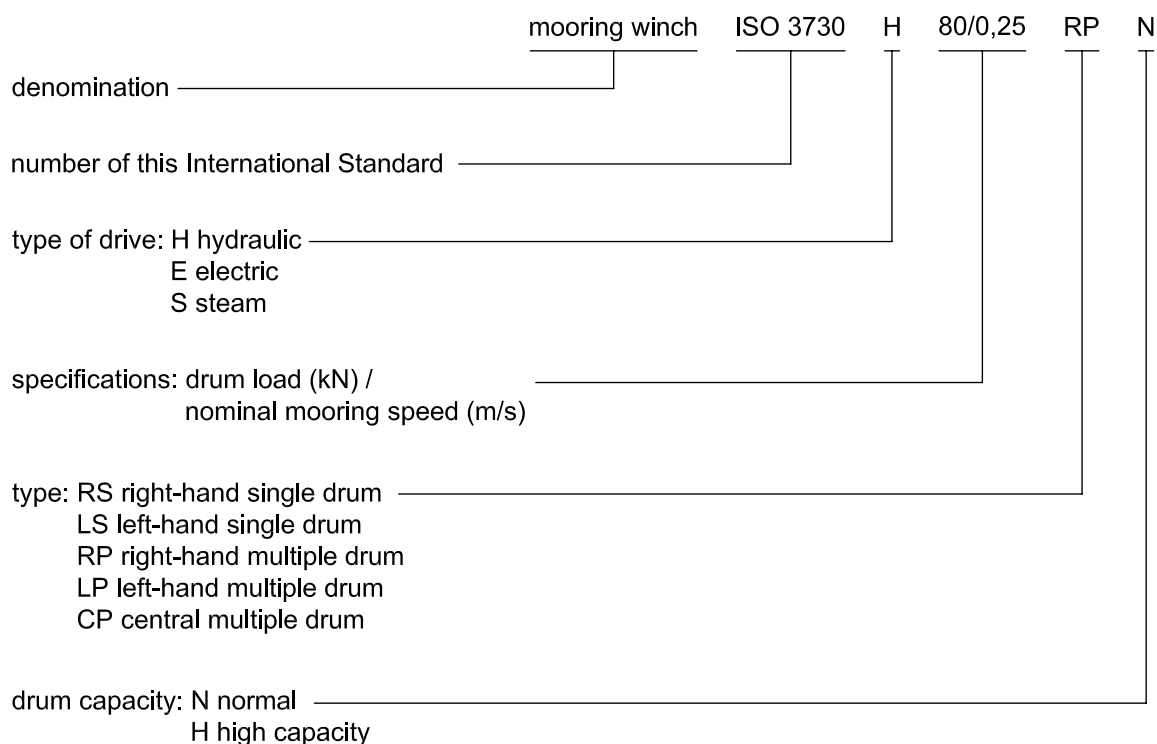 mooring winch ISO 3730 H 80/0,25 RP N
denomination
number of this International Standard
type of drive: H hydraulic
E electric
S steam
specifications: drum load (kN) /
nominal mooring speed (m/s)
type: RS right-hand single drum
LS left-hand single drum
RP right-hand multiple drum
LP left-hand multiple drum
CP central multiple drum
drum capacity: N normal
H high capacity